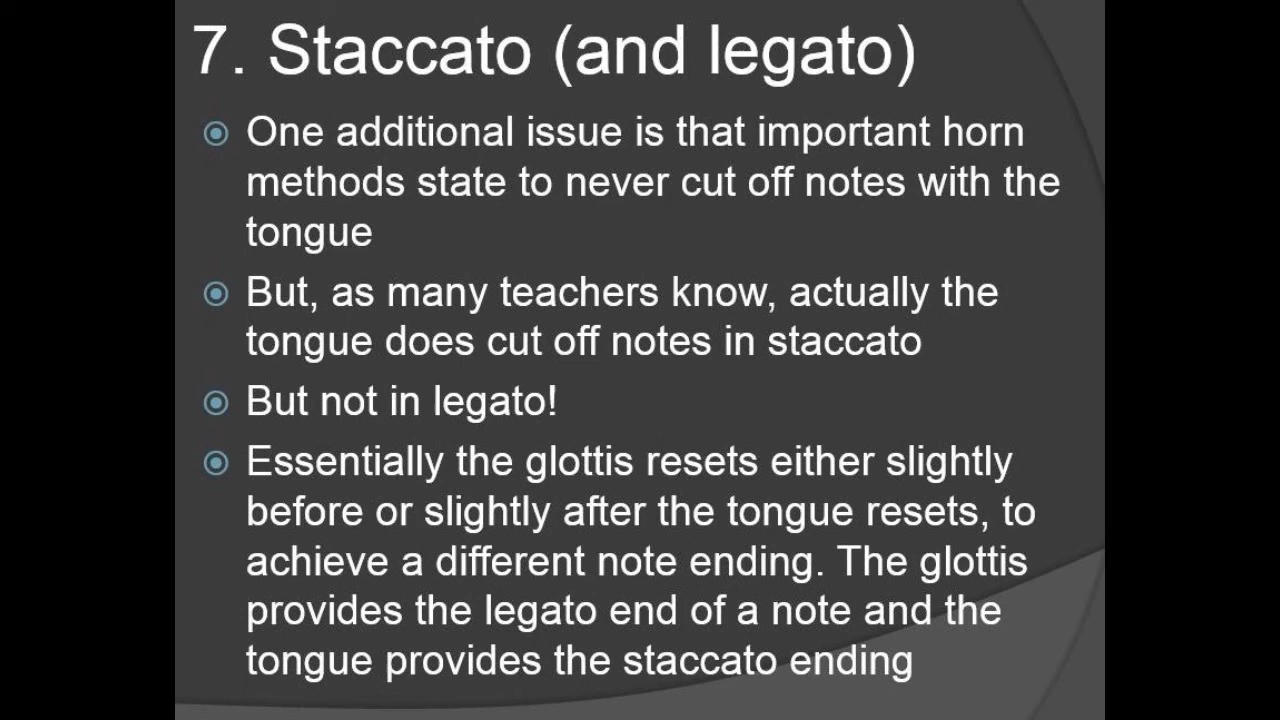 7. Staccato (and legato)
One additional issue is that important horn
methods state to never cut off notes with the
tongue
But, as many teachers know, actually the
tongue does cut off notes in staccato
But not in legato!
Essentially the glottis resets either slightly
before or slightly after the tongue resets, to
achieve a different note ending. The glottis
provides the legato end of a note and the
tongue provides the staccato ending